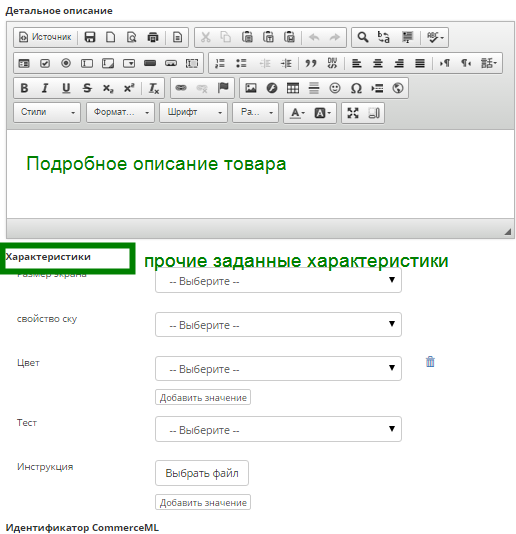 Детальное описание
Источник
Стили Формат... Шрифт Ра...
Подробное описание товара
Характеристики прочие заданные характеристики
Размер экрана -- Выберите --
свойство ску -- Выберите --
Цвет -- Выберите --
Добавить значение
Тест -- Выберите --
Инструкция Выбрать файл
Добавить значение
Идентификатор CommerceML